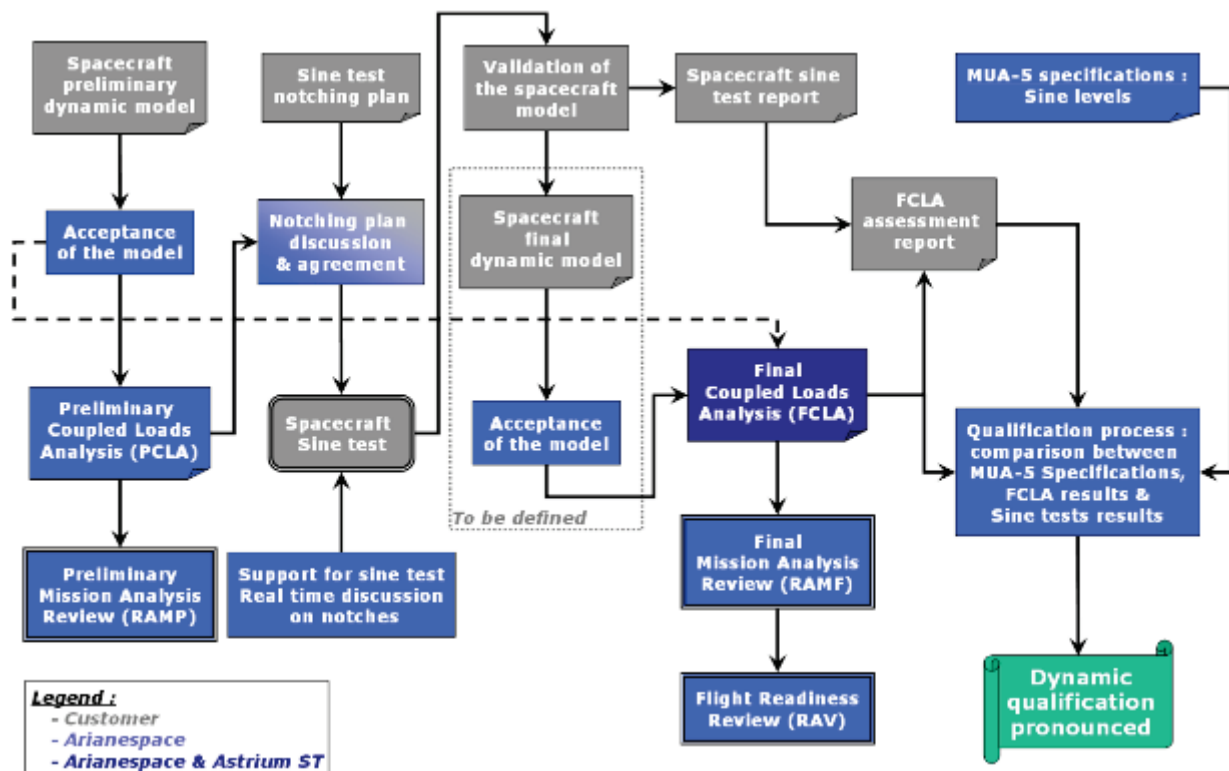 Spacecraft
preliminary
dynamic model
Sine test
notching plan
Validation of
the spacecraft
model
Spacecraft sine
test report
MUA-5 specifications :
Sine levels
Acceptance
of the model
Notching plan
discussion
& agreement
Spacecraft
final
dynamic model
FCLA
assessment
report
Preliminary
Coupled Loads
Analysis (PCLA)
Spacecraft
Sine test
Acceptance
of the model
To be defined
Final
Coupled Loads
Analysis (FCLA)
Qualification process :
comparison between
MUA-5 Specifications,
FCLA results &
Sine tests results
Preliminary
Mission Analysis
Review (RAMP)
Support for sine test
Real time discussion
on notches
Final
Mission Analysis
Review (RAMF)
Flight Readiness
Review (RAV)
Dynamic
qualification
pronounced
Legend :
- Customer
- Arianespace
- Arianespace & Astrium ST